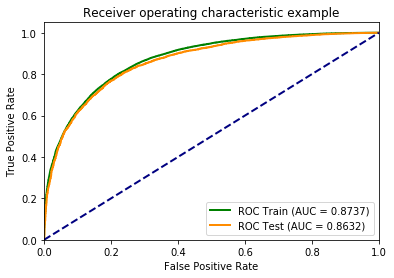 Receiver operating characteristic example
True Positive Rate
1.0
0.8
0.6
0.4
0.2
0.0
ROC Train (AUC = 0.8737)
ROC Test (AUC = 0.8632)
0.0 0.2 0.4 0.6 0.8 1.0
False Positive Rate